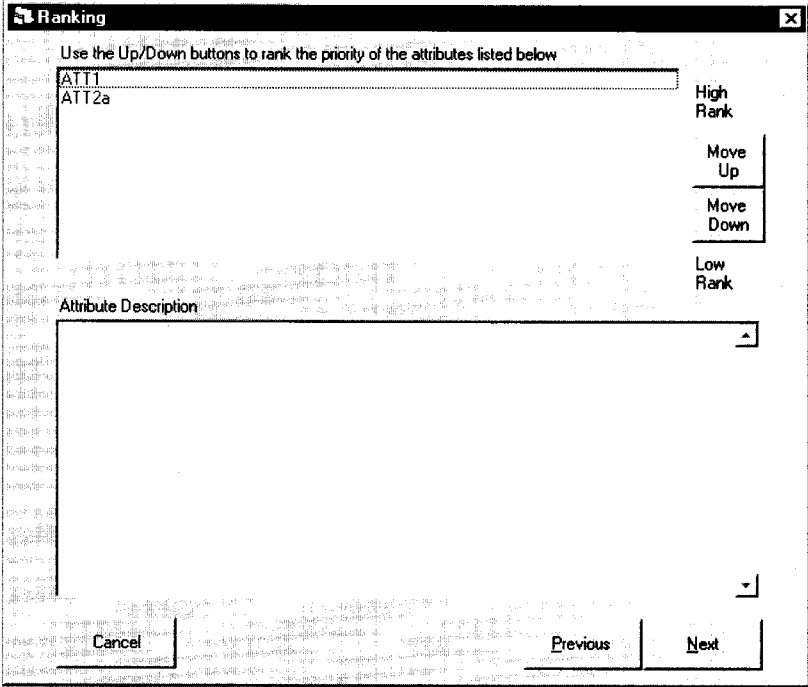 Ranking
Use the Up/Down buttons to rank the priority of the attributes listed below
ATT1
ATT2a
High
Rank
Move
Up
Move
Down
Low
Rank
Attribute Description
Cancel
Previous
Next